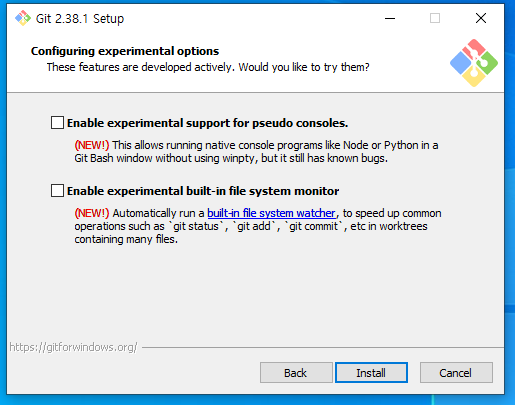 Git 2.38.1 Setup
Configuring experimental options
These features are developed actively. Would you like to try them?
Enable experimental support for pseudo consoles.
(NEW!) This allows running native console programs like Node or Python in a
Git Bash window without using winpty, but it still has known bugs.
Enable experimental built-in file system monitor
(NEW!) Automatically run a built-in file system watcher, to speed up common
operations such as `git status`, `git add`, `git commit`, etc in worktrees
containing many files.
https://gitforwindows.org/
Back
Install
Cancel